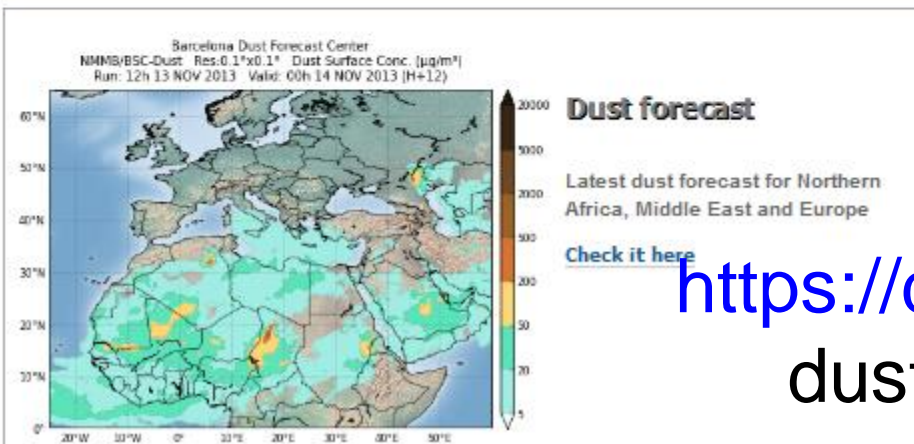 Barcelona Dust Forecast Center
NMMB/BSC-Dust Res:0.1°x0.1° Dust Surface Conc. (µg/m³)
Run: 12h 13 NOV 2013 Valid: 00h 14 NOV 2013 (H+12)
60°N
50°N
40°N
30°N
20°N
10°N
0°
20°W 10°W 0° 10°E 20°E 30°E 40°E 50°E
20000
5000
2000
500
200
50
20
5
Dust forecast
Latest dust forecast for Northern
Africa, Middle East and Europe
Check it here
https://
dust